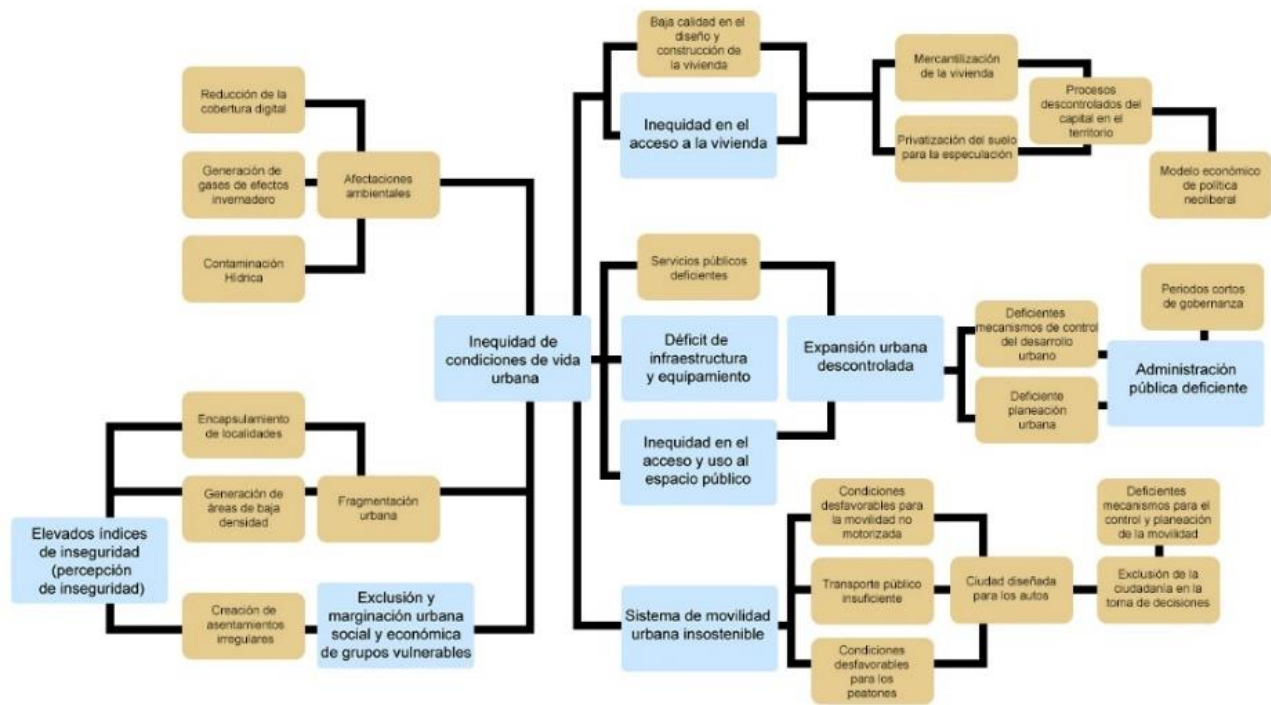 Baja calidad en el
diseño y
construcción de
la vivienda
Inequidad en el
acceso a la vivienda
Mercantilización
de la vivienda
Privatización del suelo
para la especulación
Procesos
descontrolados del
capital en el
territorio
Modelo económico
de política
neoliberal
Reducción de la
cobertura digital
Generación de
gases de efectos
invernadero
Contaminación
Hídrica
Afectaciones
ambientales
Inequidad de
condiciones de vida
urbana
Servicios públicos
deficientes
Déficit de
infraestructura
y equipamiento
Inequidad en el
acceso y uso al
espacio público
Expansión urbana
descontrolada
Deficientes
mecanismos de control
del desarrollo
urbano
Deficiente
planeación
urbana
Periodos cortos
de gobernanza
Administración
pública deficiente
Encapsulamiento
de localidades
Generación de
áreas de baja
densidad
Fragmentación
urbana
Elevados índices
de inseguridad
(percepción
de inseguridad)
Creación de
asentamientos
irregulares
Exclusión y
marginación urbana
social y económica
de grupos vulnerables
Sistema de movilidad
urbana insostenible
Condiciones
desfavorables para
la movilidad no
motorizada
Transporte público
insuficiente
Condiciones
desfavorables
para los
peatones
Ciudad diseñada
para los autos
Deficientes
mecanismos para el
control y planeación
de la movilidad
Exclusión de la
ciudadanía en la
toma de decisiones